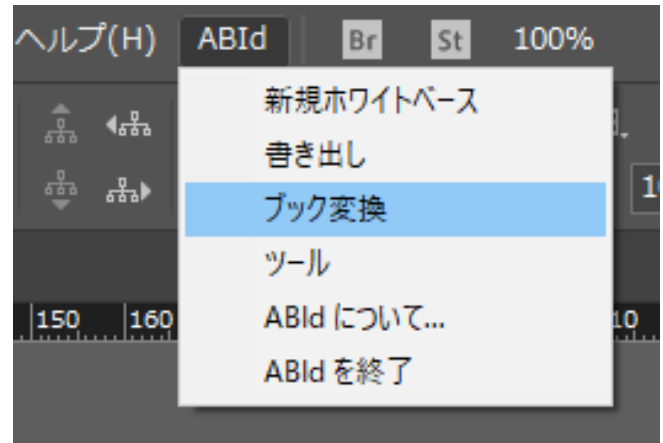 ヘルプ(H) ABId Br St 100%
新規ホワイトベース
書き出し
ブック変換
ツール
ABId について...
ABId を終了
150 160